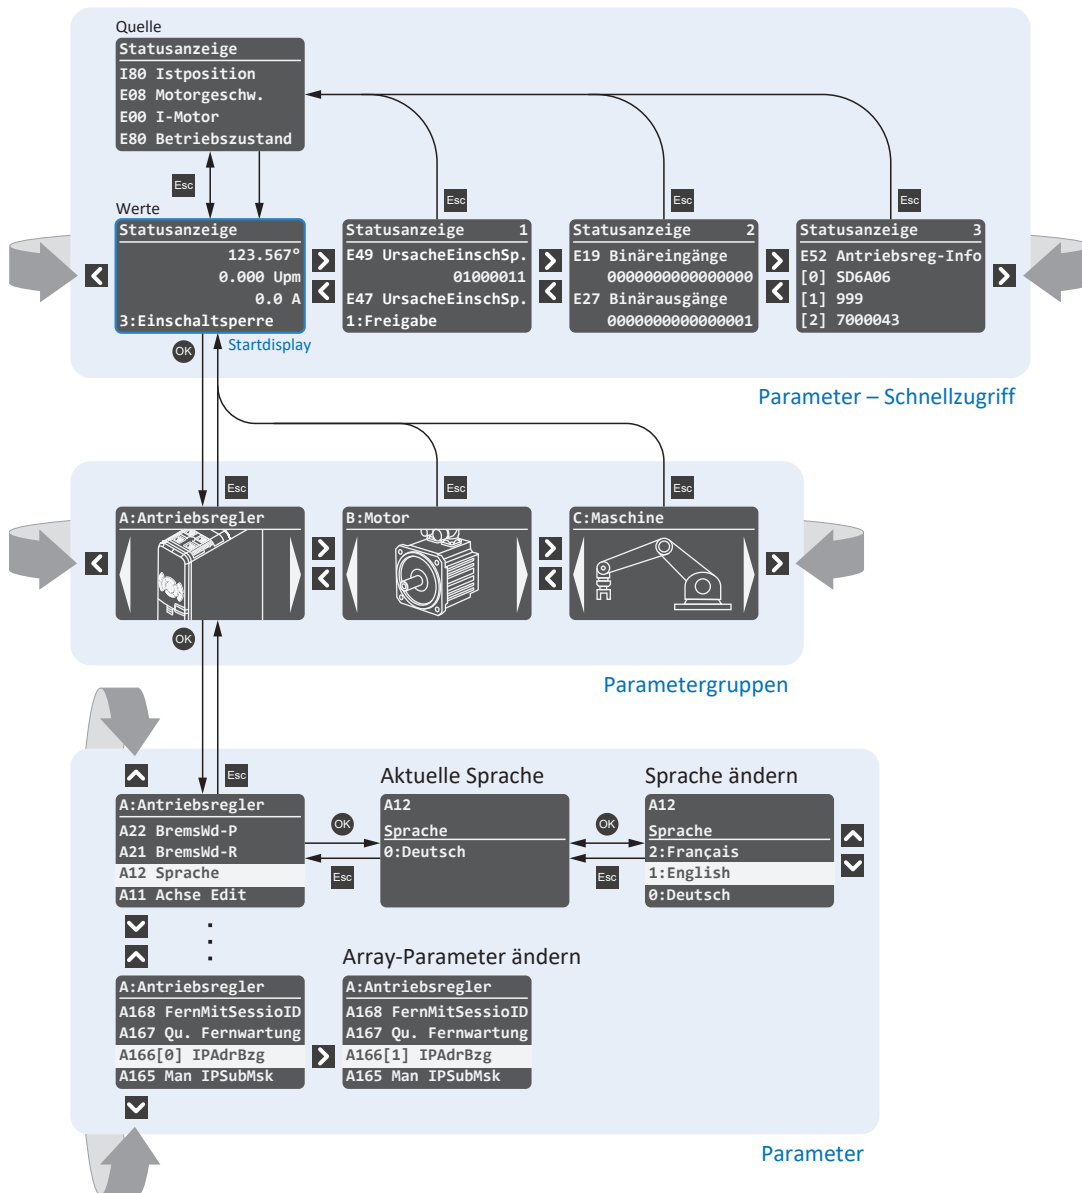 Quelle
Statusanzeige
I80 Istposition
E08 Motorgeschw.
E00 I-Motor
E80 Betriebszustand
Esc
Esc
Esc
Esc
Werte
Statusanzeige
123.567°
0.000 Upm
0.0 A
3:Einschaltsperre
Statusanzeige 1
E49 UrsacheEinschSp.
01000011
E47 UrsacheEinschSp.
1:Freigabe
Statusanzeige 2
E19 Binäreingänge
0000000000000000
E27 Binärausgänge
0000000000000001
Statusanzeige 3
E52 Antriebsreg-Info
[0] SD6A06
[1] 999
[2] 7000043
OK
Startdisplay
Parameter – Schnellzugriff
Esc
Esc
Esc
A:Antriebsregler
B:Motor
C:Maschine
OK
Parametergruppen
Esc
Aktuelle Sprache
Sprache ändern
A:Antriebsregler
A22 BremsWd-P
A21 BremsWd-R
A12 Sprache
A11 Achse Edit
OK
Esc
A12
Sprache
0:Deutsch
OK
Esc
A12
Sprache
2:Français
1:English
0:Deutsch
Array-Parameter ändern
A:Antriebsregler
A168 FernMitSessioID
A167 Qu. Fernwartung
A166[0] IPAdrBzg
A165 Man IPSubMsk
A:Antriebsregler
A168 FernMitSessioID
A167 Qu. Fernwartung
A166[1] IPAdrBzg
A165 Man IPSubMsk
Parameter